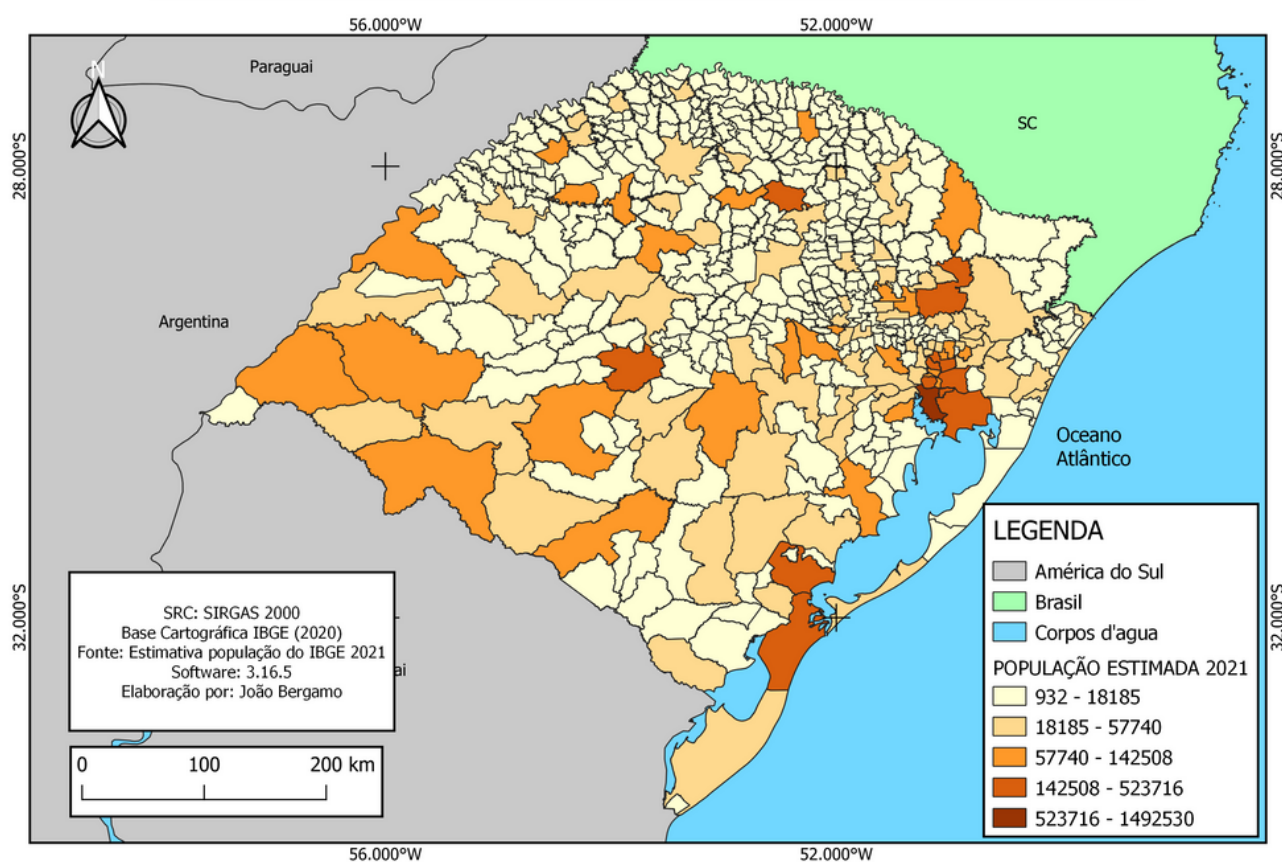 56.000°W
52.000°W
N
Paraguai
SC
28.000°S
28.000°S
Argentina
Oceano
Atlântico
LEGENDA
América do Sul
Brasil
Corpos d'agua
POPULAÇÃO ESTIMADA 2021
932 - 18185
18185 - 57740
57740 - 142508
142508 - 523716
523716 - 1492530
32.000°S
32.000°S
SRC: SIRGAS 2000
Base Cartográfica IBGE (2020)
Fonte: Estimativa população do IBGE 2021
Software: 3.16.5
Elaboração por: João Bergamo
ai
0 100 200 km
56.000°W
52.000°W